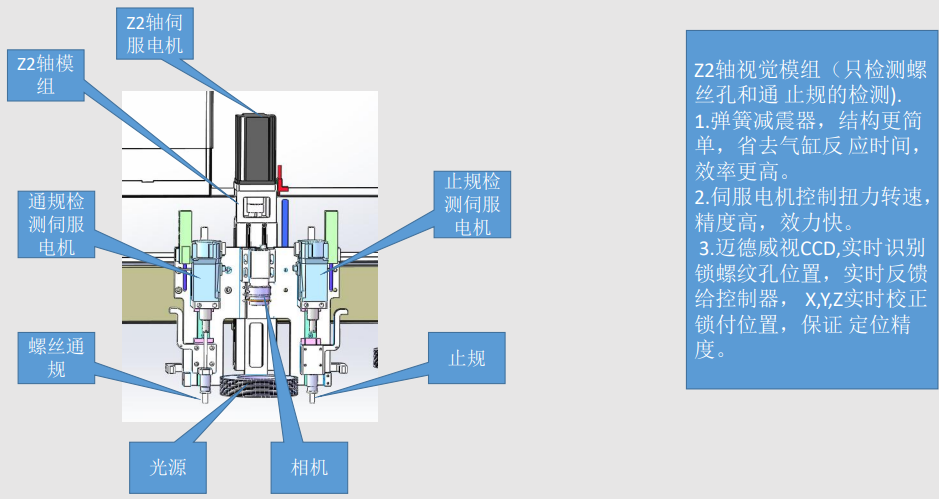 Z2轴伺
服电机
Z2轴模
组
通规检
测伺服
电机
止规检
测伺服
电机
螺丝通
规
止规
光源
相机
Z2轴视觉模组（只检测螺
丝孔和通 止规的检测).
1.弹簧减震器，结构更简
单，省去气缸反 应时间，
效率更高。
2.伺服电机控制扭力转速，
精度高，效力快。
3.迈德威视CCD,实时识别
锁螺纹孔位置，实时反馈
给控制器， X,Y,Z实时校正
锁付位置，保证 定位精
度。